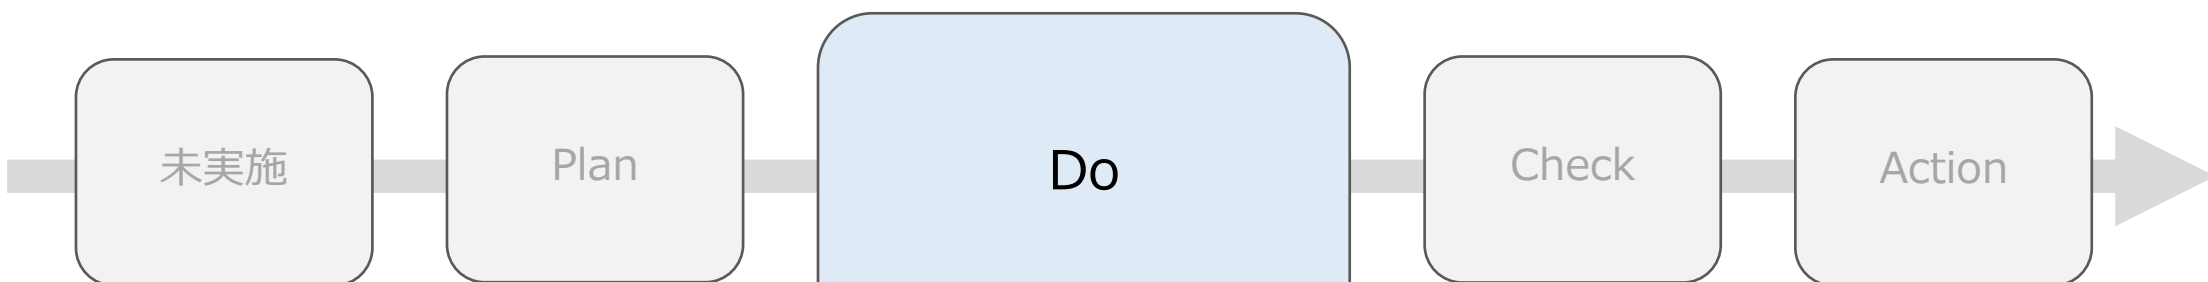 未実施
Plan
Do
Check
Action